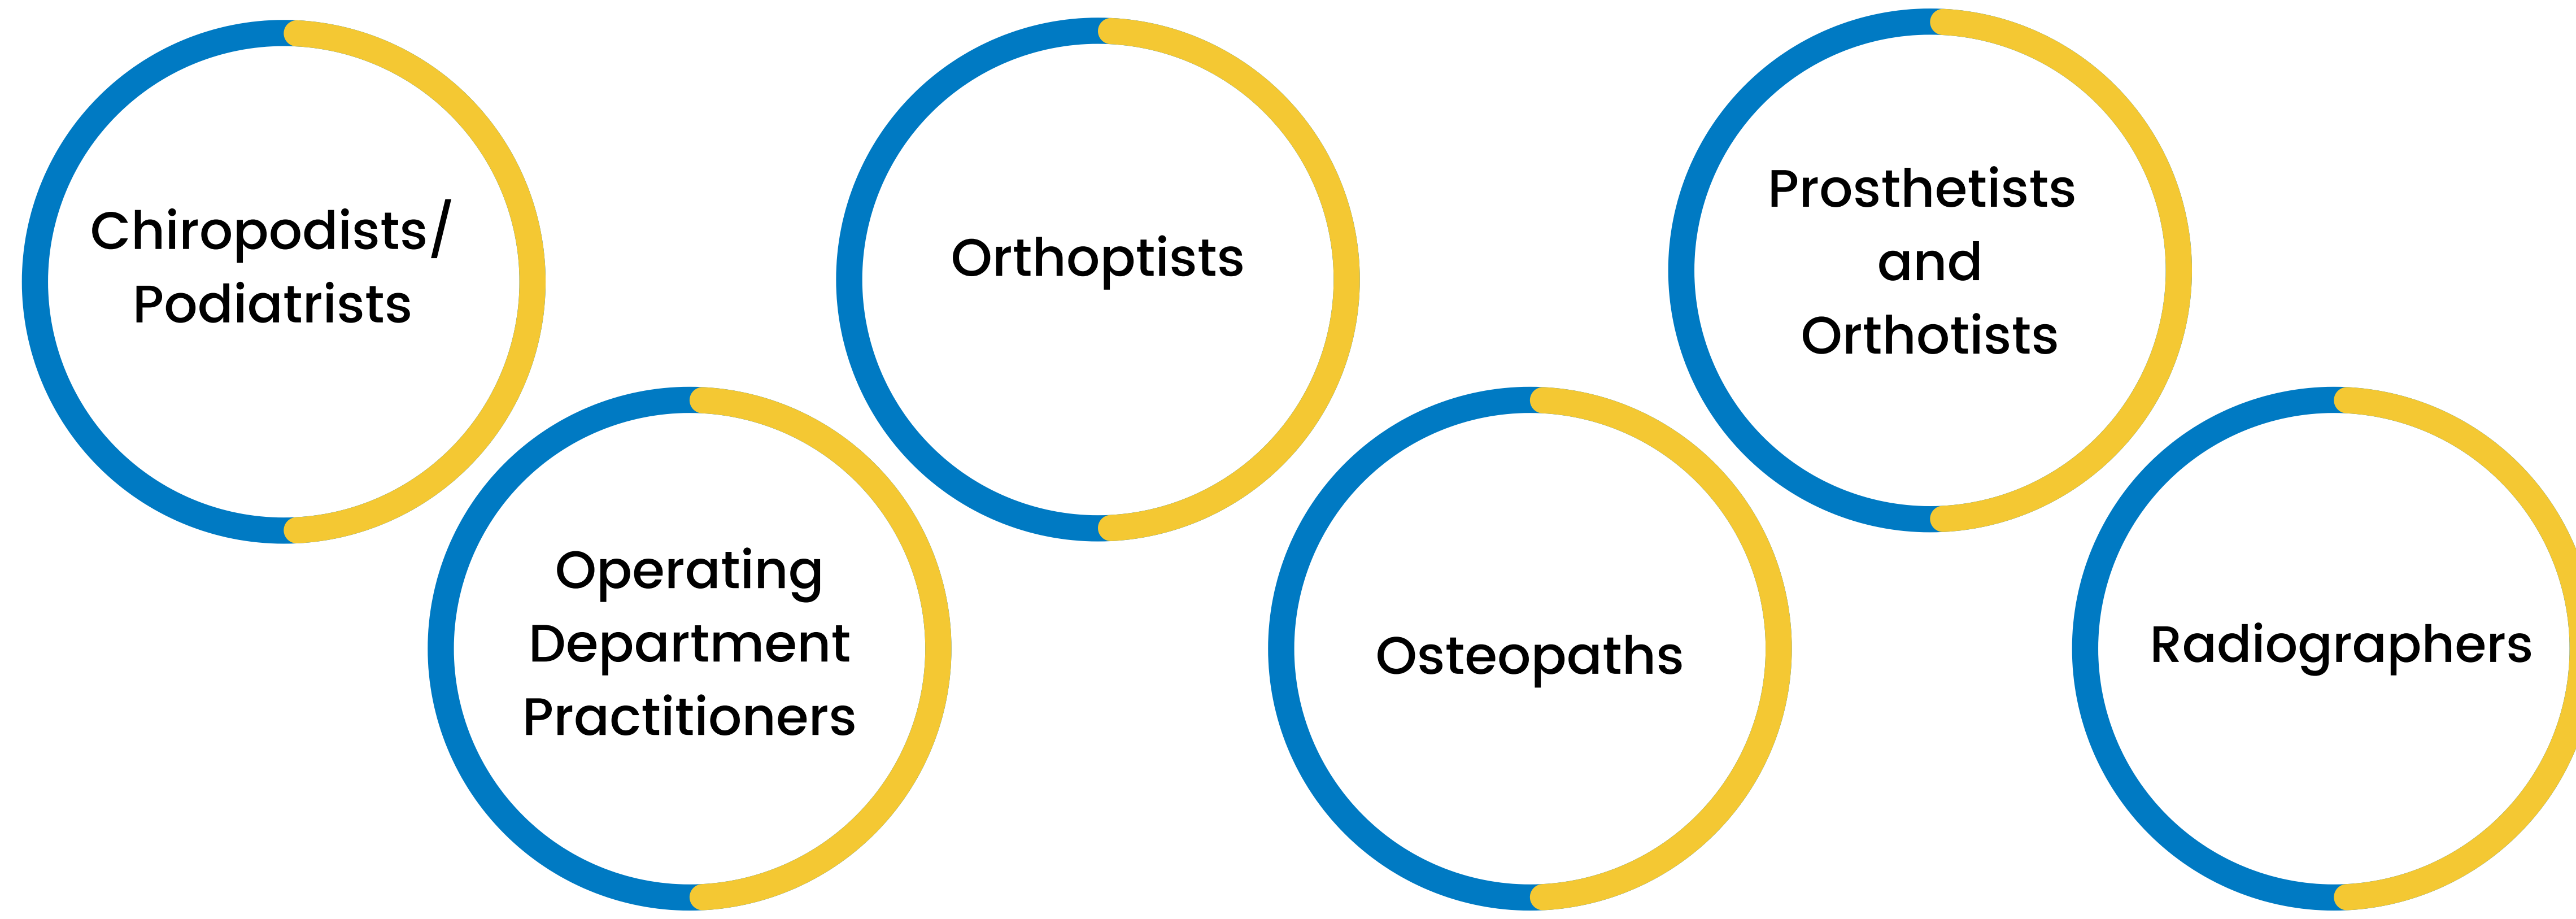 Chiropodists/
Podiatrists
Operating
Department
Practitioners
Orthoptists
Osteopaths
Prosthetists
and
Orthotists
Radiographers